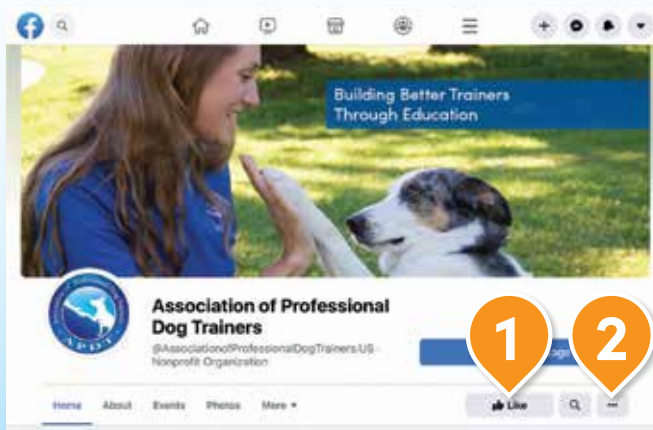 Building Better Trainers
Through Education
APDT
Association of Professional
Dog Trainers
@AssociationofProfessionalDogTrainers.US ·
Nonprofit Organization
1 2
Home About Events Photos More
Like